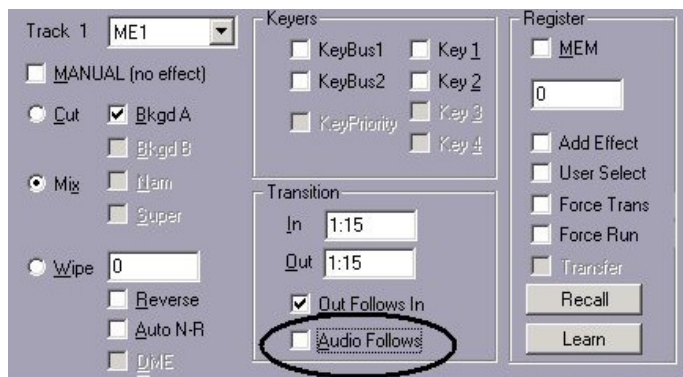 Track 1 ME1
MANUAL (no effect)
Cut Bkgd A
Bkgd B
Mix Nam
Super
Wipe 0
Reverse
Auto N-R
DME
Keyers
KeyBus1 Key 1
KeyBus2 Key 2
KeyPriority Key 3
Key 4
Transition
In 1:15
Out 1:15
Out Follows In
Audio Follows
Register
MEM
0
Add Effect
User Select
Force Trans
Force Run
Transfer
Recall
Learn